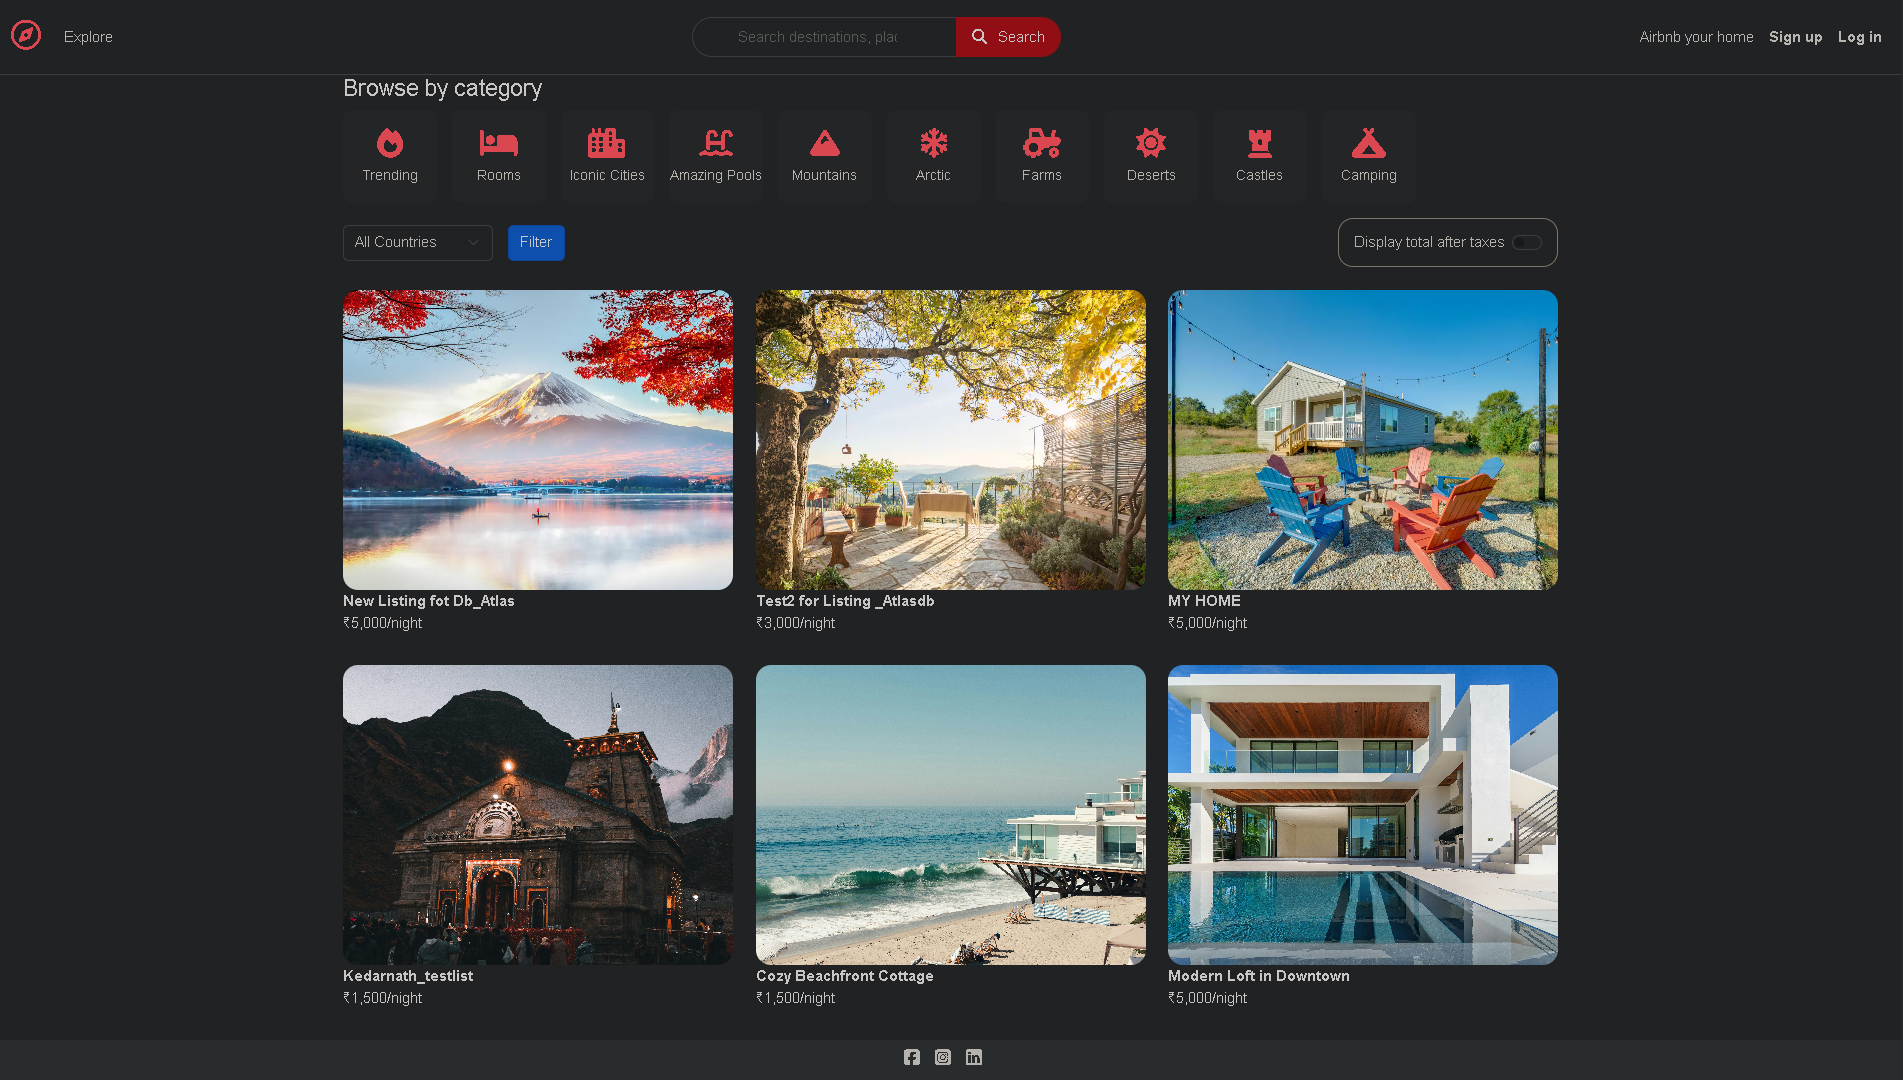 Explore
Search destinations, plac
Search
Airbnb your home
Sign up
Log in
Browse by category
Trending
Rooms
Iconic Cities
Amazing Pools
Mountains
Arctic
Farms
Deserts
Castles
Camping
All Countries
Filter
Display total after taxes
New Listing fot Db_Atlas
₹5,000/night
Test2 for Listing _Atlasdb
₹3,000/night
MY HOME
₹5,000/night
Kedarnath_testlist
₹1,500/night
Cozy Beachfront Cottage
₹1,500/night
Modern Loft in Downtown
₹5,000/night